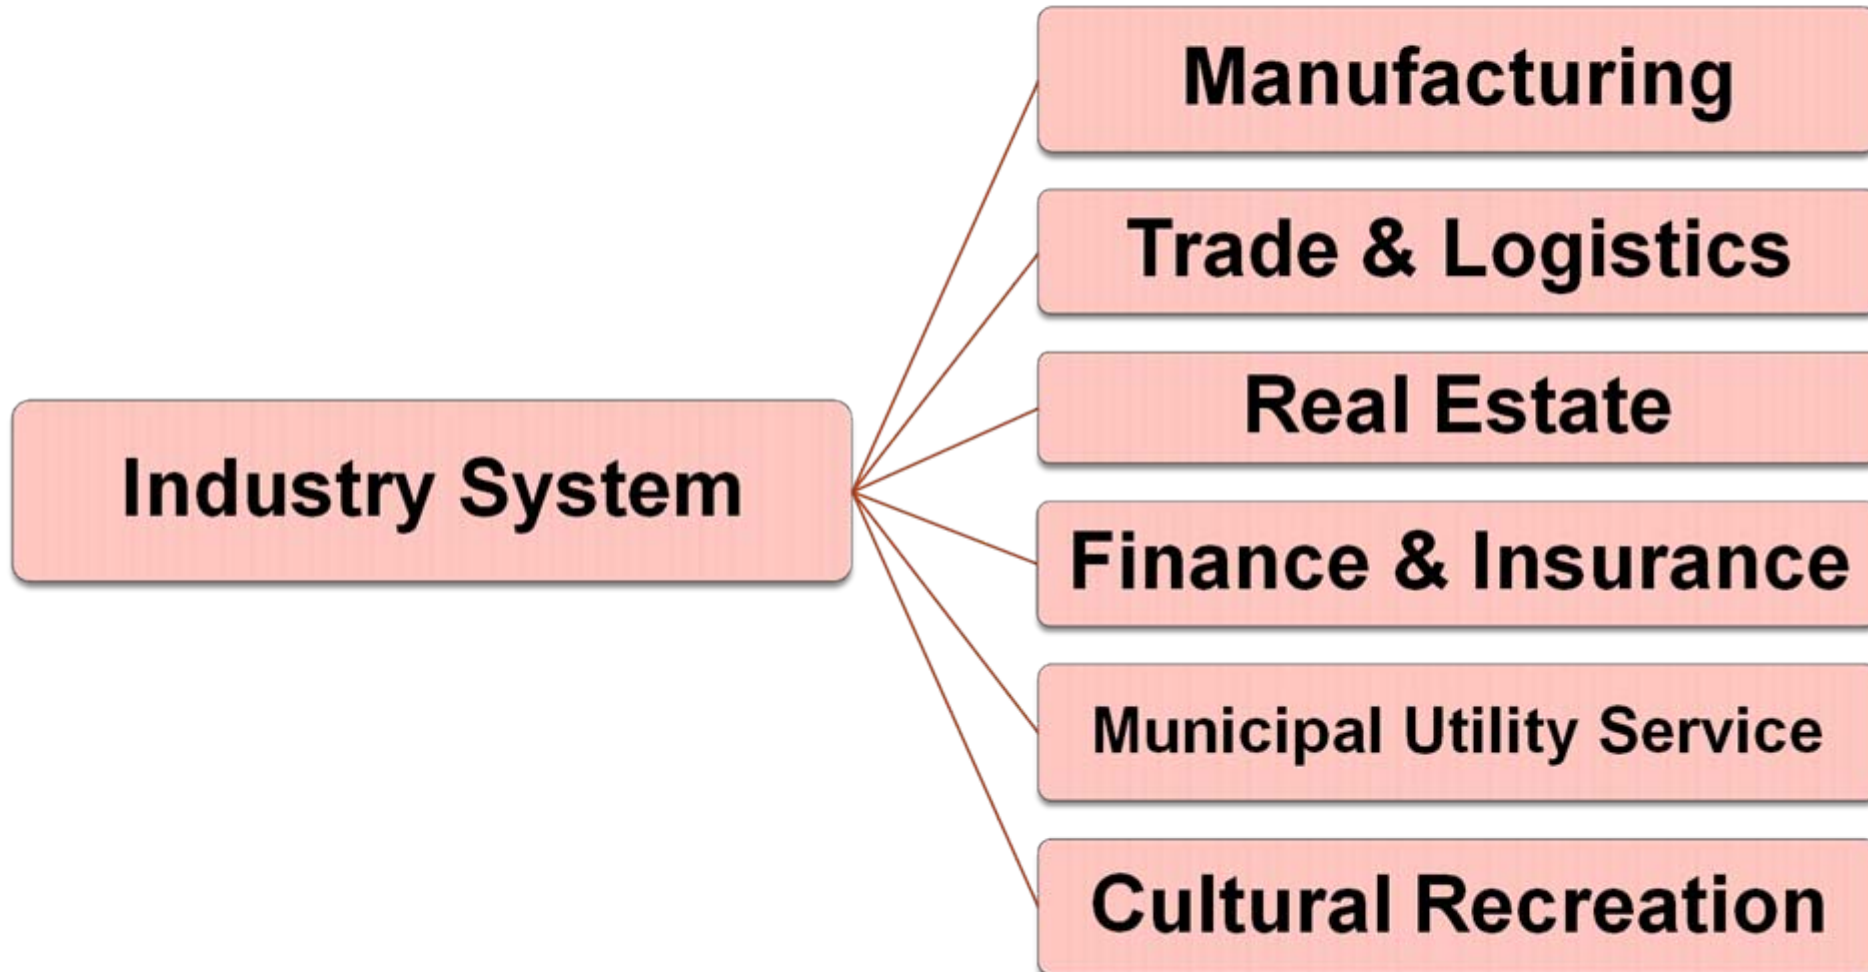 Industry System
Manufacturing
Trade & Logistics
Real Estate
Finance & Insurance
Municipal Utility Service
Cultural Recreation